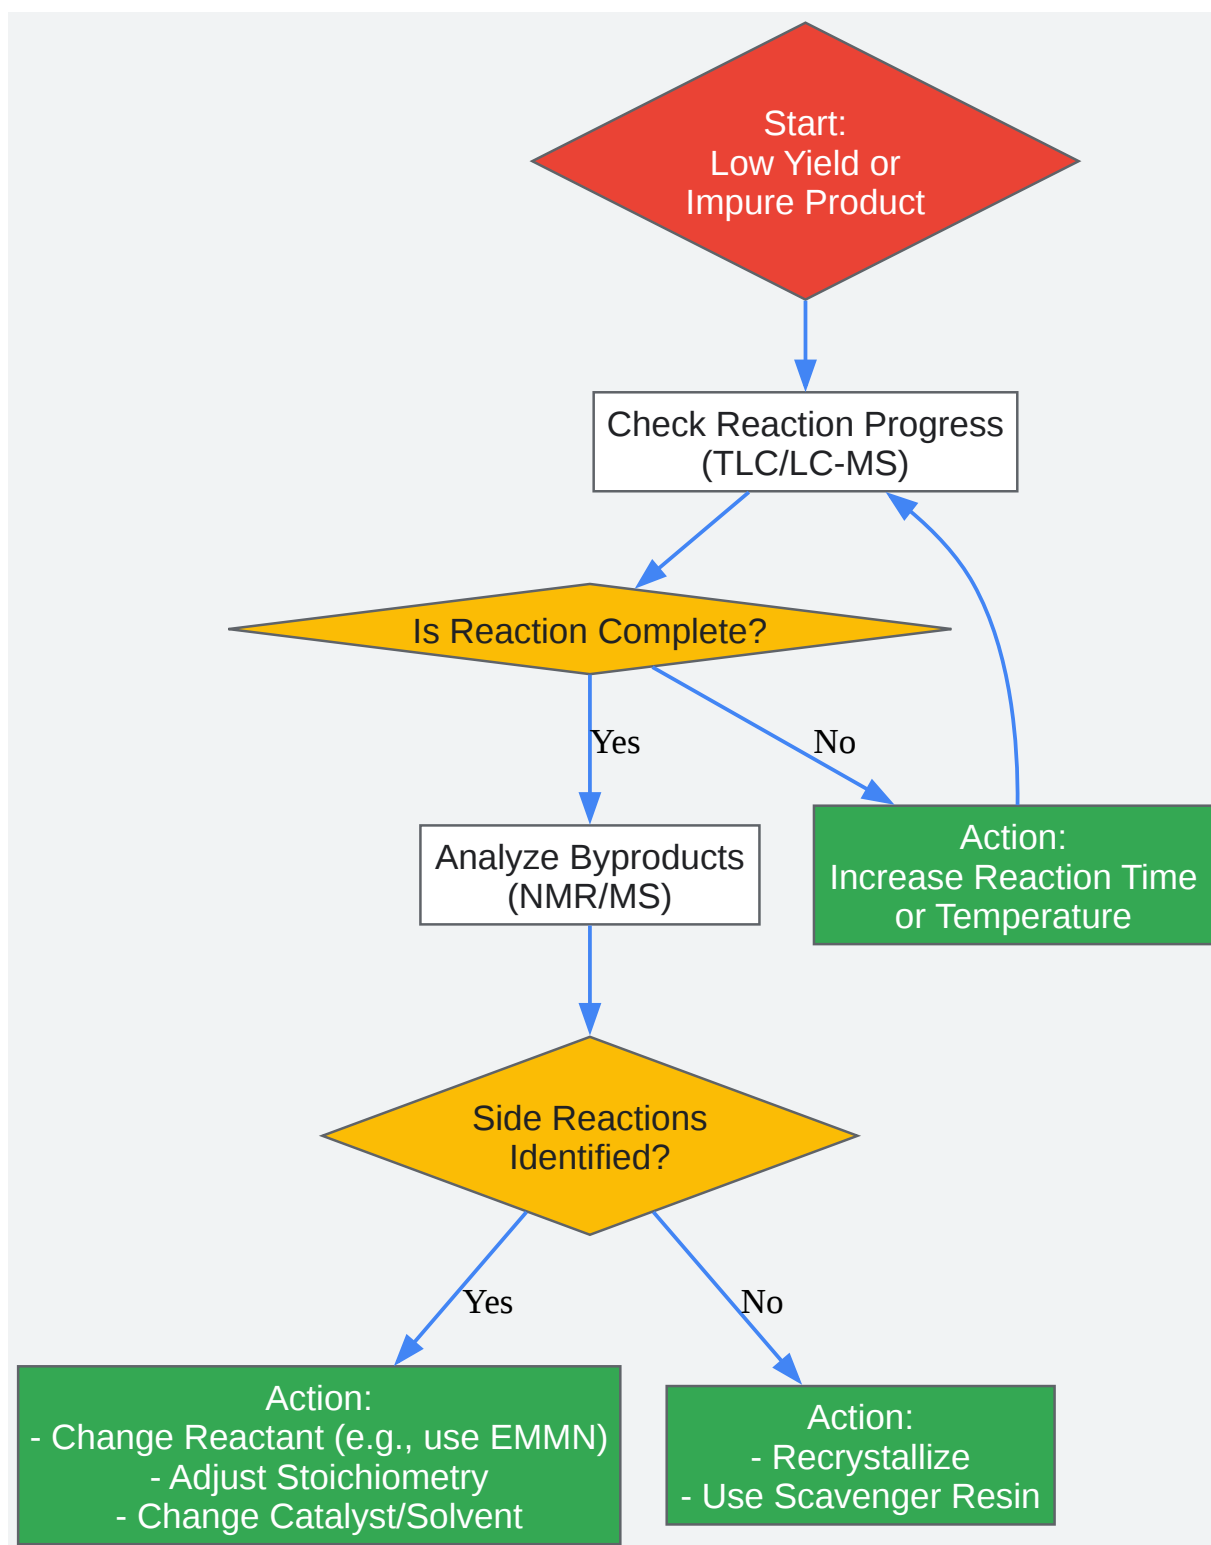 Start:
Low Yield or
Impure Product
Check Reaction Progress
(TLC/LC-MS)
Is Reaction Complete?
Yes
No
Action:
Increase Reaction Time
or Temperature
Analyze Byproducts
(NMR/MS)
Side Reactions
Identified?
Yes
No
Action:
- Change Reactant (e.g., use EMMN)
- Adjust Stoichiometry
- Change Catalyst/Solvent
Action:
- Recrystallize
- Use Scavenger Resin